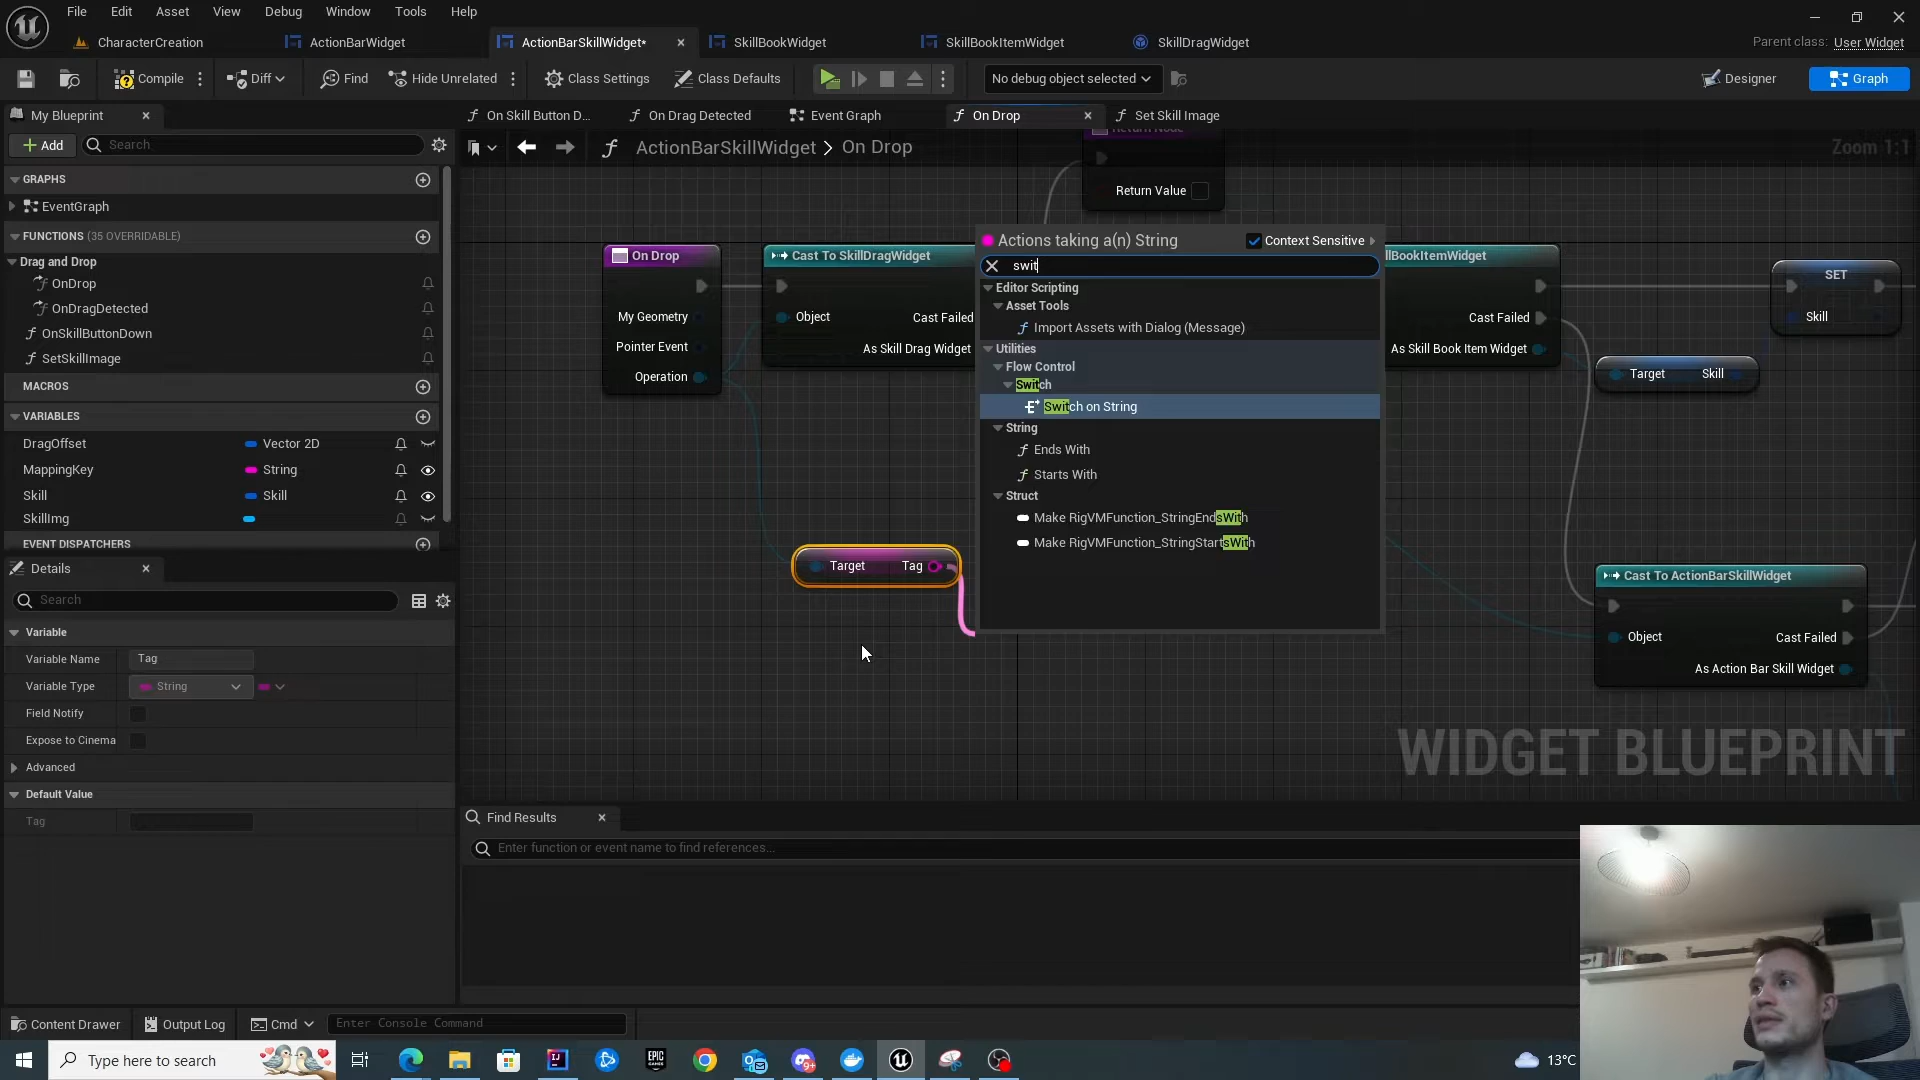 File Edit Asset View Debug Window Tools Help
CharacterCreation ActionBarWidget ActionBarSkillWidget* SkillBookWidget SkillBookItemWidget SkillDragWidget Parent class: User Widget
Compile Diff Find Hide Unrelated Class Settings Class Defaults No debug object selected Designer Graph
My Blueprint On Skill Button D... On Drag Detected Event Graph On Drop Set Skill Image
Add Search ActionBarSkillWidget > On Drop Zoom 1:1
GRAPHS
EventGraph
FUNCTIONS (35 OVERRIDABLE)
Drag and Drop
OnDrop
OnDragDetected
OnSkillButtonDown
SetSkillImage
MACROS
VARIABLES
DragOffset Vector 2D
MappingKey String
Skill Skill
SkillImg
EVENT DISPATCHERS
Details
Search
Variable
Variable Name Tag
Variable Type String
Field Notify
Expose to Cinema
Advanced
Default Value
Tag
Return Node
Return Value
On Drop
My Geometry
Pointer Event
Operation
Cast To SkillDragWidget
Object Cast Failed
As Skill Drag Widget
Target Tag
Actions taking a(n) String Context Sensitive
swit
Editor Scripting
Asset Tools
Import Assets with Dialog (Message)
Utilities
Flow Control
Switch
Switch on String
String
Ends With
Starts With
Struct
Make RigVMFunction_StringEndsWith
Make RigVMFunction_StringStartsWith
llBookItemWidget
Cast Failed
As Skill Book Item Widget
SET
Skill
Target Skill
Cast To ActionBarSkillWidget
Object Cast Failed
As Action Bar Skill Widget
WIDGET BLUEPRINT
Find Results
Enter function or event name to find references...
Content Drawer Output Log Cmd Enter Console Command
Type here to search 13°C